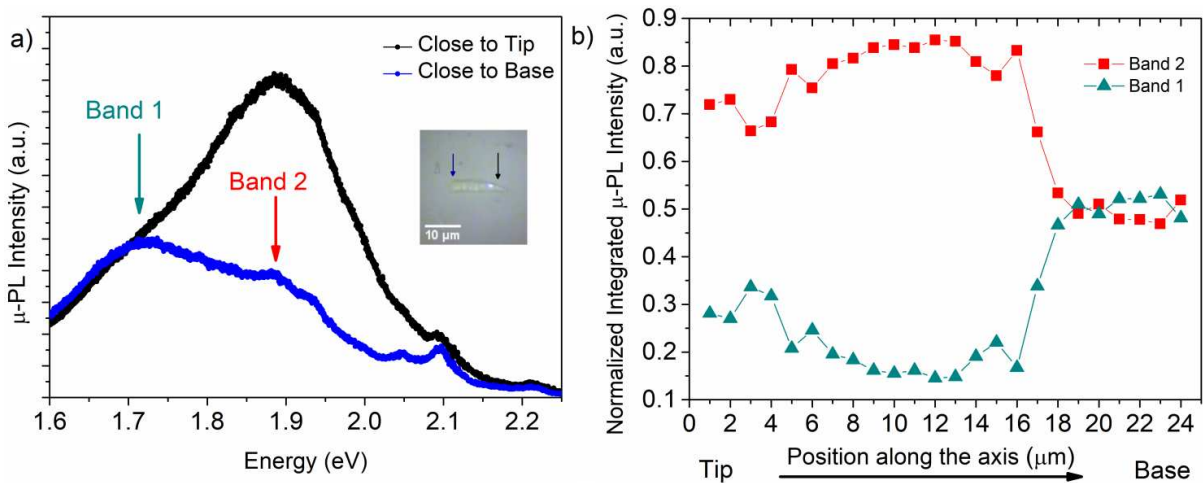 a)
Close to Tip
Close to Base
Band 1
Band 2
10 μm
μ-PL Intensity (a.u.)
1.6 1.7 1.8 1.9 2.0 2.1 2.2
Energy (eV)
b)
Band 2
Band 1
Normalized Integrated μ-PL Intensity (a.u.)
0.9
0.8
0.7
0.6
0.5
0.4
0.3
0.2
0.1
0 2 4 6 8 10 12 14 16 18 20 22 24
Position along the axis (μm)
Tip
Base